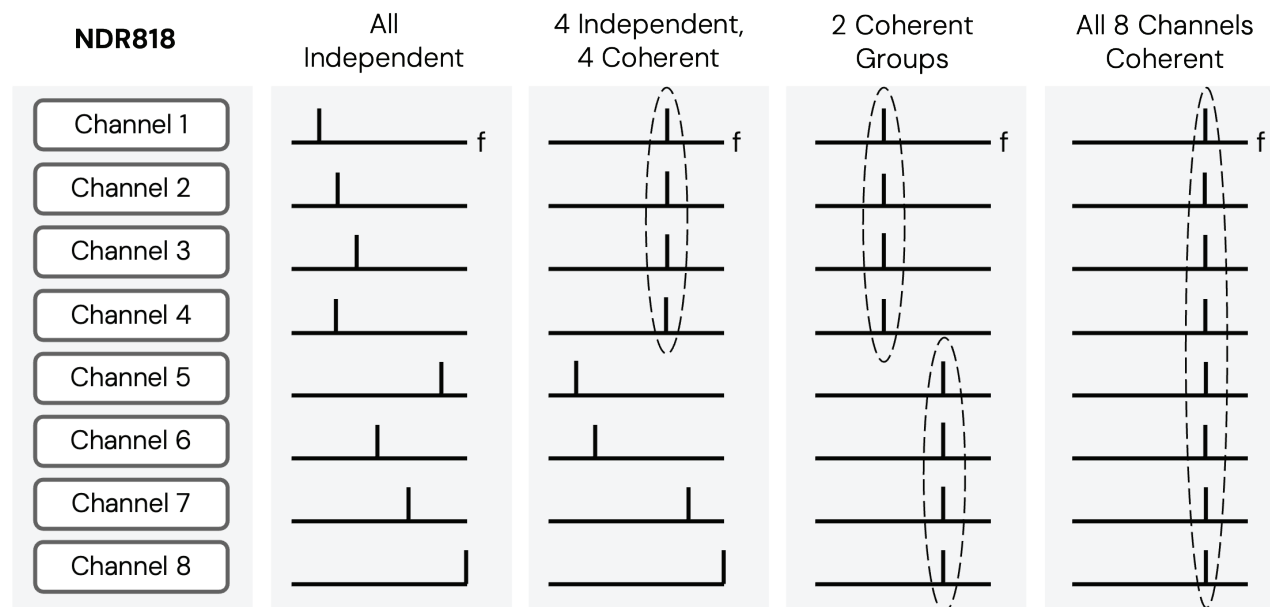 NDR818
All
Independent
4 Independent,
4 Coherent
2 Coherent
Groups
All 8 Channels
Coherent
Channel 1
f
f
f
f
Channel 2
Channel 3
Channel 4
Channel 5
Channel 6
Channel 7
Channel 8